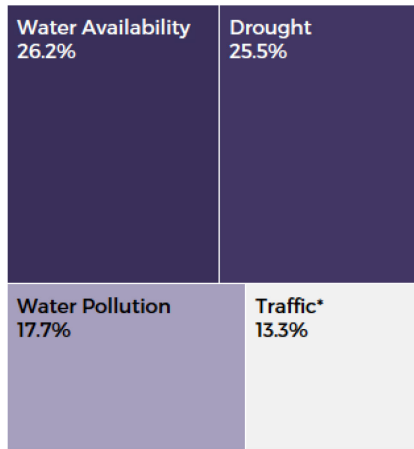 Water Availability
26.2%
Drought
25.5%
Water Pollution
17.7%
Traffic*
13.3%